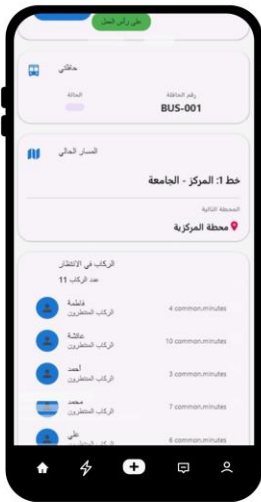 على رأس العمل
حافلتي
رقم الحافلة
الحالة
BUS-001
المسار الحالي
خط 1: المركز - الجامعة
المحطة التالية
محطة المركزية
الركاب في الانتظار
عدد الركاب 11
فاطمة
4 common.minutes
الركاب المنتظرون
عائشة
10 common.minutes
الركاب المنتظرون
أحمد
3 common.minutes
الركاب المنتظرون
محمد
7 common.minutes
الركاب المنتظرون
علي
6 common.minutes
الركاب المنتظرون